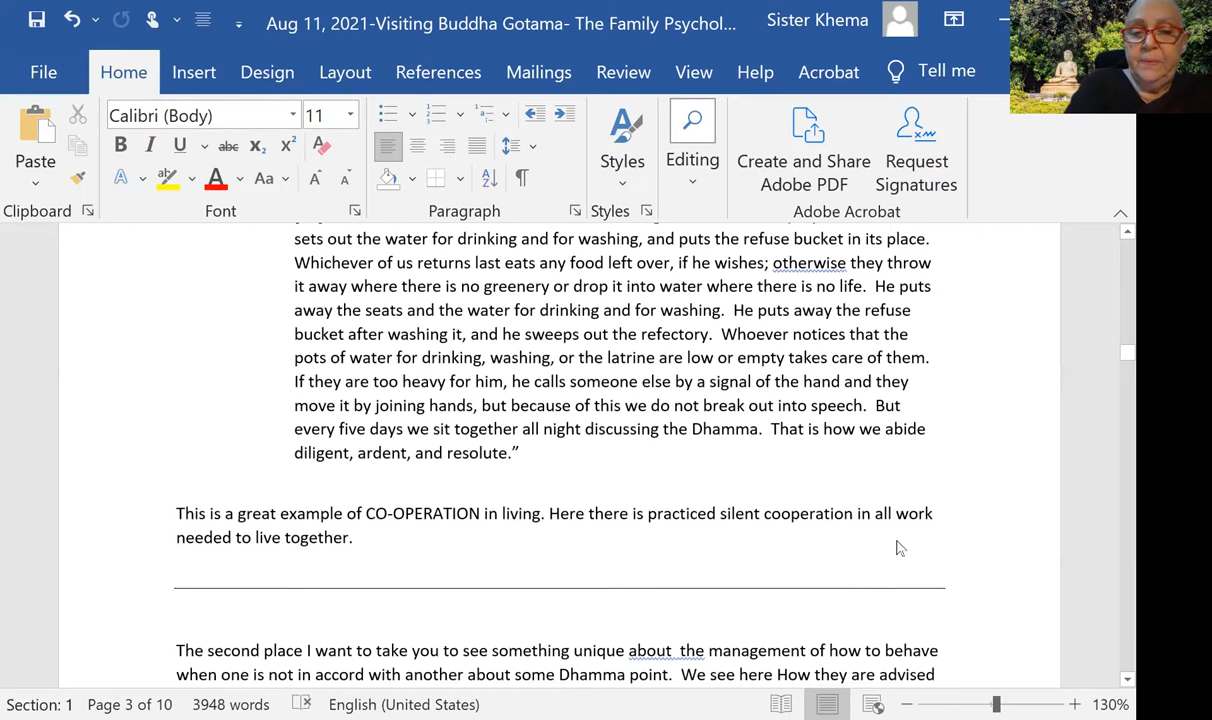 Aug 11, 2021-Visiting Buddha Gotama- The Family Psychol...
Sister Khema
File
Home
Insert
Design
Layout
References
Mailings
Review
View
Help
Acrobat
Tell me
Calibri (Body)
11
Paste
Styles
Editing
Create and Share
Adobe PDF
Request
Signatures
Clipboard
Font
Paragraph
Styles
Adobe Acrobat
sets out the water for drinking and for washing, and puts the refuse bucket in its place.
Whichever of us returns last eats any food left over, if he wishes; otherwise they throw
it away where there is no greenery or drop it into water where there is no life.  He puts
away the seats and the water for drinking and for washing.  He puts away the refuse
bucket after washing it, and he sweeps out the refectory.  Whoever notices that the
pots of water for drinking, washing, or the latrine are low or empty takes care of them.
If they are too heavy for him, he calls someone else by a signal of the hand and they
move it by joining hands, but because of this we do not break out into speech.  But
every five days we sit together all night discussing the Dhamma.  That is how we abide
diligent, ardent, and resolute.”
This is a great example of CO-OPERATION in living. Here there is practiced silent cooperation in all work
needed to live together.
The second place I want to take you to see something unique about  the management of how to behave
when one is not in accord with another about some Dhamma point.  We see here How they are advised
Section: 1
Page 3 of 10
3948 words
English (United States)
130%